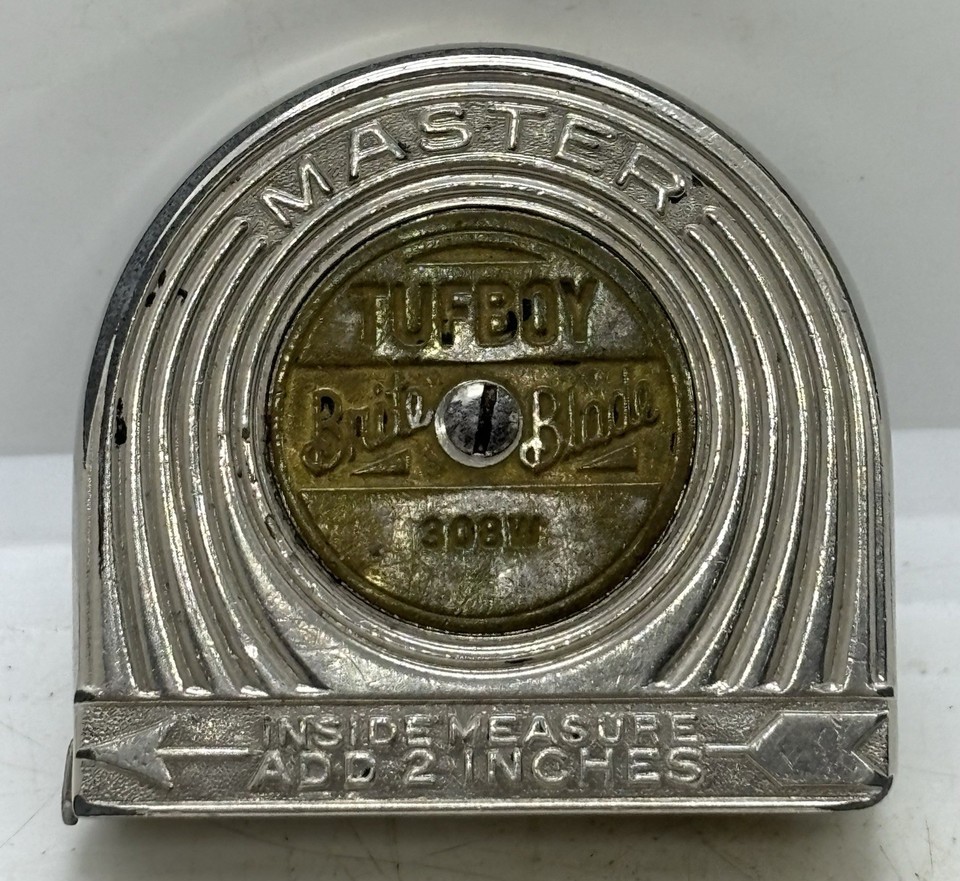 MASTER
TUFBOY
Brite Blade
308W
INSIDE MEASURE
ADD 2 INCHES